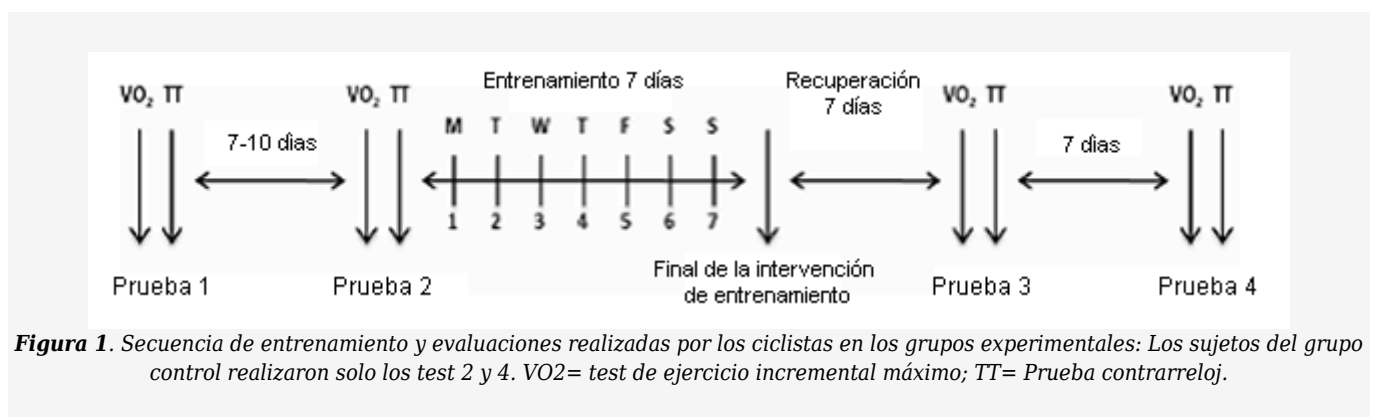 VO₂ TT
VO₂ TT
Entrenamiento 7 días
Recuperación
7 días
VO₂ TT
VO₂ TT
7-10 dìas
M T W T F S S
7 dìas
1 2 3 4 5 6 7
Prueba 1
Prueba 2
Final de la intervención
de entrenamiento
Prueba 3
Prueba 4
Figura 1. Secuencia de entrenamiento y evaluaciones realizadas por los ciclistas en los grupos experimentales: Los sujetos del grupo
control realizaron solo los test 2 y 4. VO2= test de ejercicio incremental máximo; TT= Prueba contrarreloj.